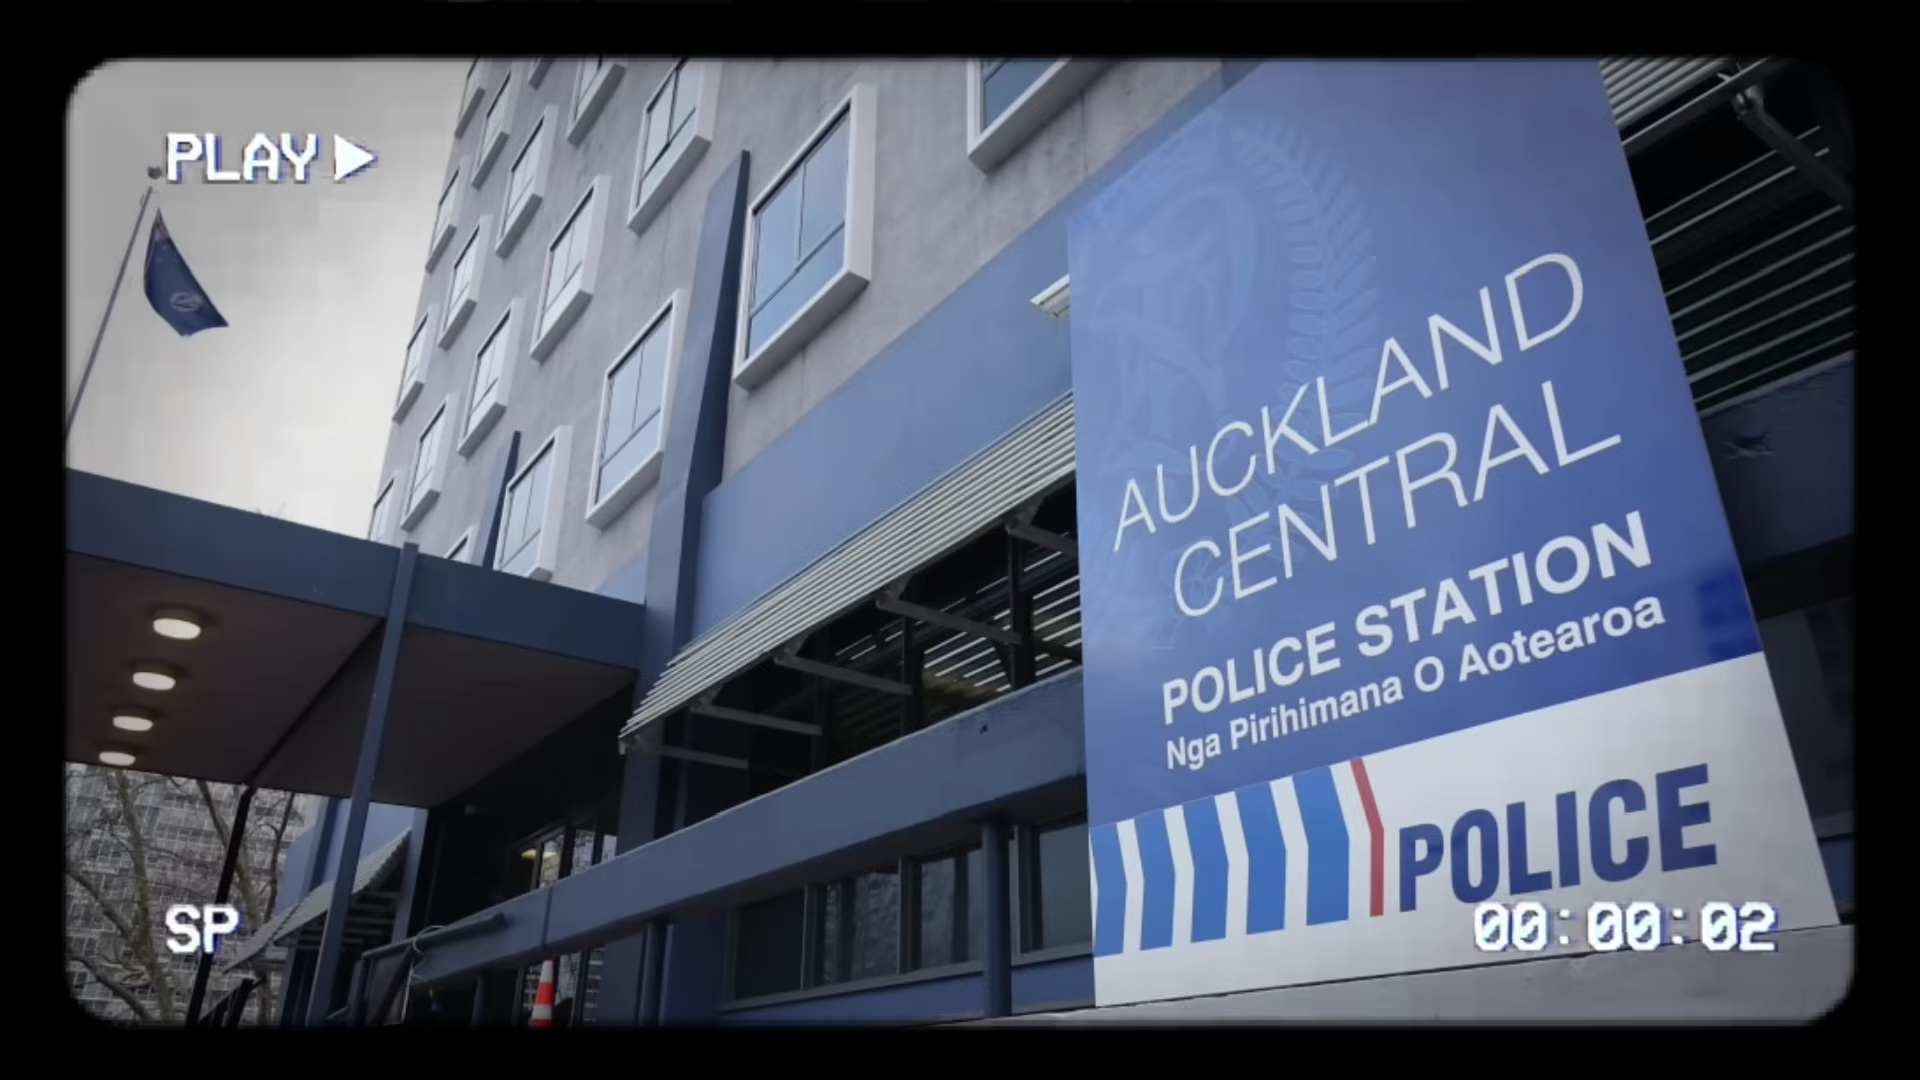 PLAY
AUCKLAND
CENTRAL
POLICE STATION
Nga Pirihimana O Aotearoa
POLICE
SP
00:00:02